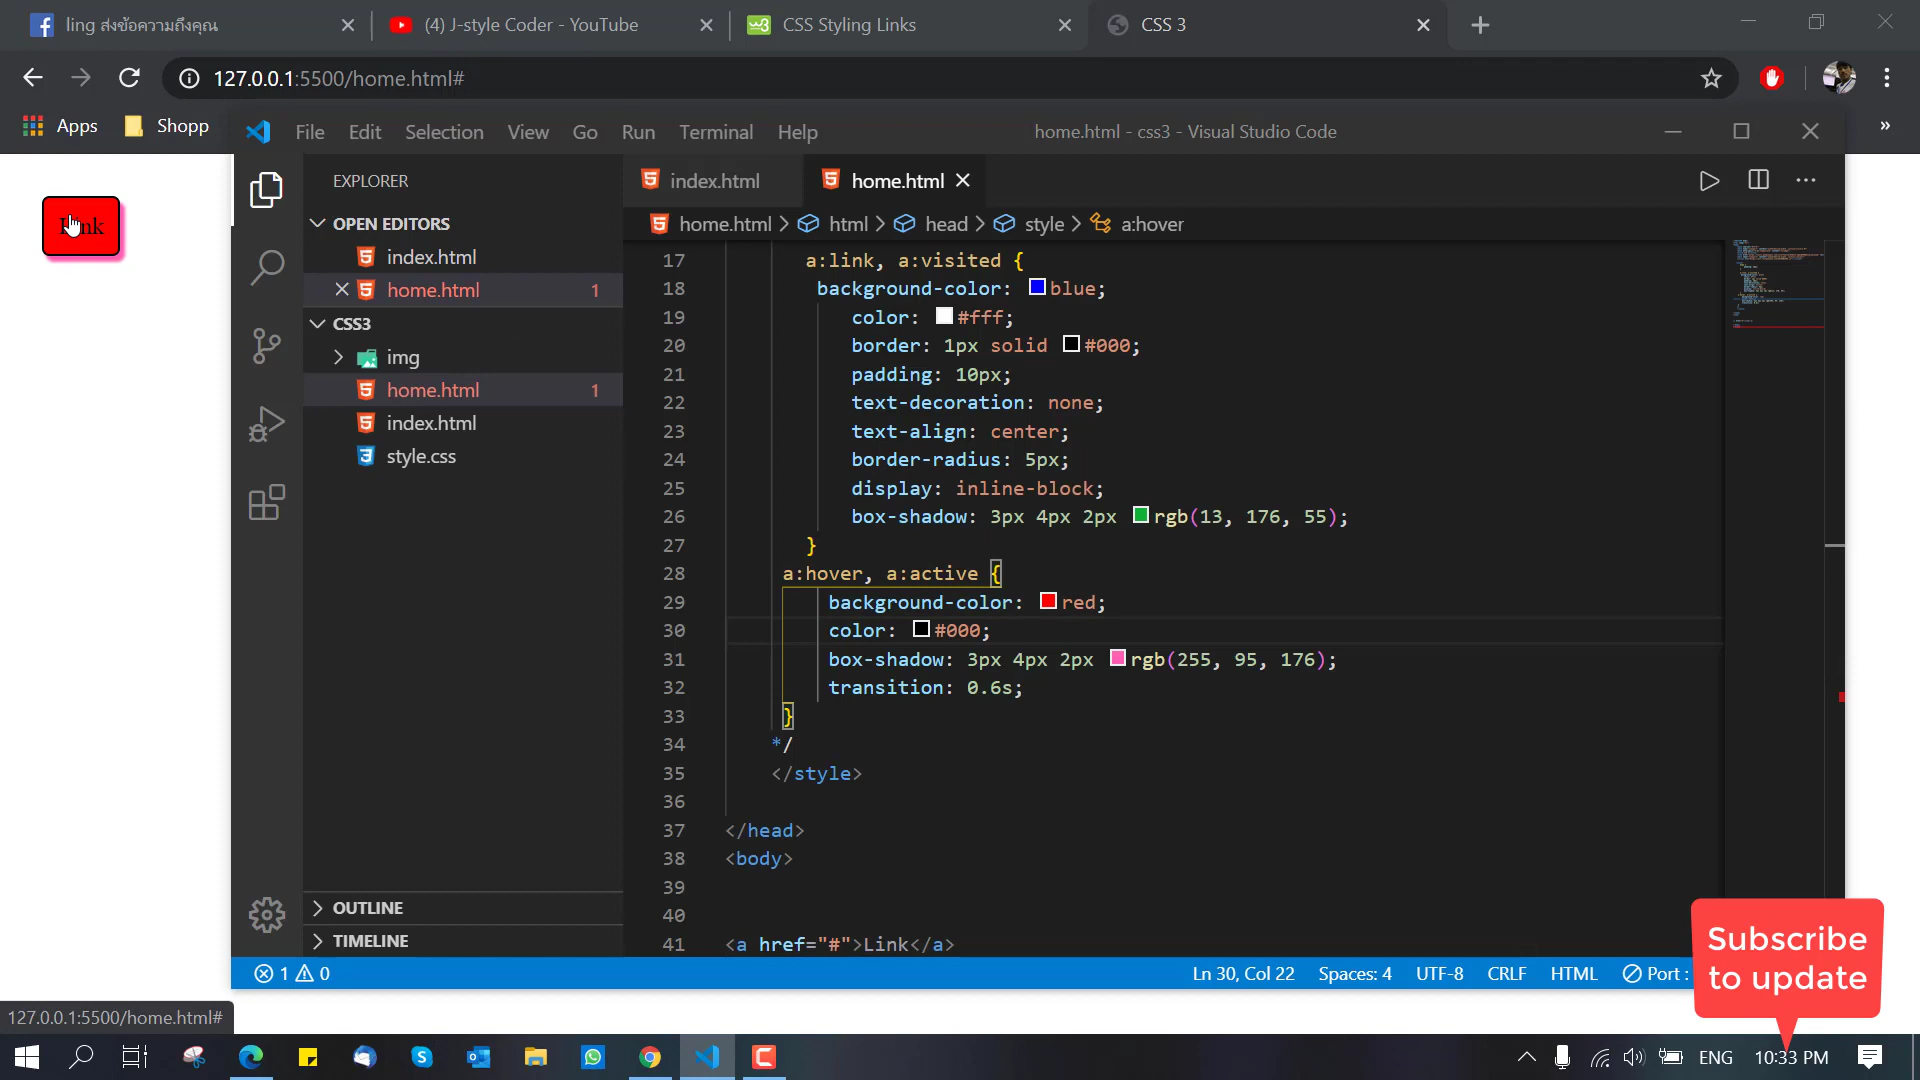 ling ส่งข้อความถึงคุณ
(4) J-style Coder - YouTube
CSS Styling Links
CSS 3
127.0.0.1:5500/home.html#
Apps
Shopp
»
File Edit Selection View Go Run Terminal Help
home.html - css3 - Visual Studio Code
EXPLORER
OPEN EDITORS
index.html
home.html 1
CSS3
img
home.html 1
index.html
style.css
OUTLINE
TIMELINE
index.html
home.html
home.html > html > head > style > a:hover
17 a:link, a:visited {
18 background-color: blue;
19 color: #fff;
20 border: 1px solid #000;
21 padding: 10px;
22 text-decoration: none;
23 text-align: center;
24 border-radius: 5px;
25 display: inline-block;
26 box-shadow: 3px 4px 2px rgb(13, 176, 55);
27 }
28 a:hover, a:active {
29 background-color: red;
30 color: #000;
31 box-shadow: 3px 4px 2px rgb(255, 95, 176);
32 transition: 0.6s;
33 }
34 */
35 </style>
36
37 </head>
38 <body>
39
40
41 <a href="#">Link</a>
1 0
Ln 30, Col 22 Spaces: 4 UTF-8 CRLF HTML Port :
Subscribe
to update
127.0.0.1:5500/home.html#
ENG 10:33 PM